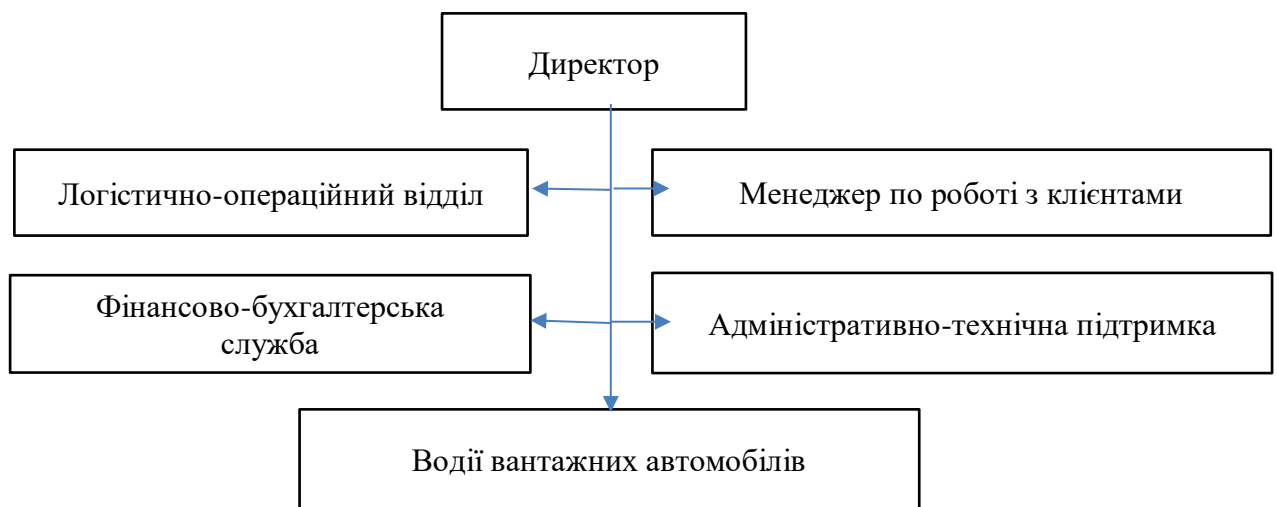 Директор
Логістично-операційний відділ
Менеджер по роботі з клієнтами
Фінансово-бухгалтерська
служба
Адміністративно-технічна підтримка
Водії вантажних автомобілів